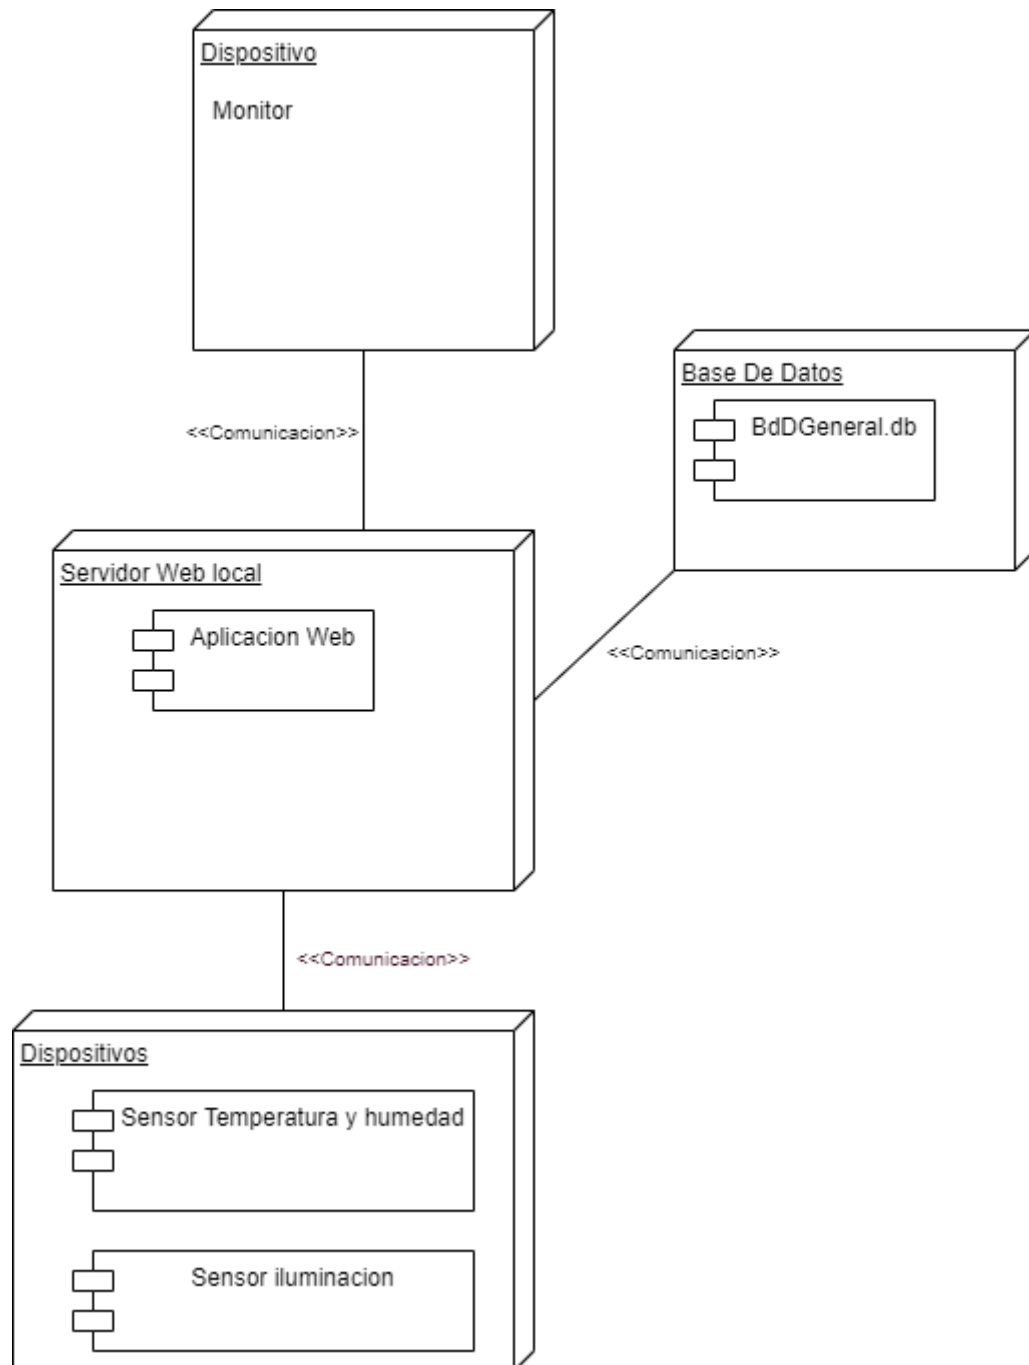 Dispositivo
Monitor
<<Comunicacion>>
Base De Datos
BdDGeneral.db
Servidor Web local
Aplicacion Web
<<Comunicacion>>
<<Comunicacion>>
Dispositivos
Sensor Temperatura y humedad
Sensor iluminacion